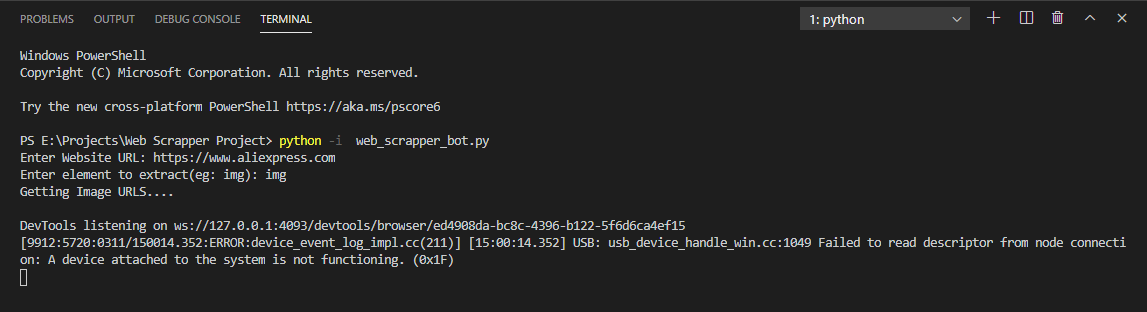 PROBLEMS OUTPUT DEBUG CONSOLE TERMINAL 1: python
Windows PowerShell
Copyright (C) Microsoft Corporation. All rights reserved.
Try the new cross-platform PowerShell https://aka.ms/pscore6
PS E:\Projects\Web Scrapper Project> python -i  web_scrapper_bot.py
Enter Website URL: https://www.aliexpress.com
Enter element to extract(eg: img): img
Getting Image URLS....
DevTools listening on ws://127.0.0.1:4093/devtools/browser/ed4908da-bc8c-4396-b122-5f6d6ca4ef15
[9912:5720:0311/150014.352:ERROR:device_event_log_impl.cc(211)] [15:00:14.352] USB: usb_device_handle_win.cc:1049 Failed to read descriptor from node connecti
on: A device attached to the system is not functioning. (0x1F)